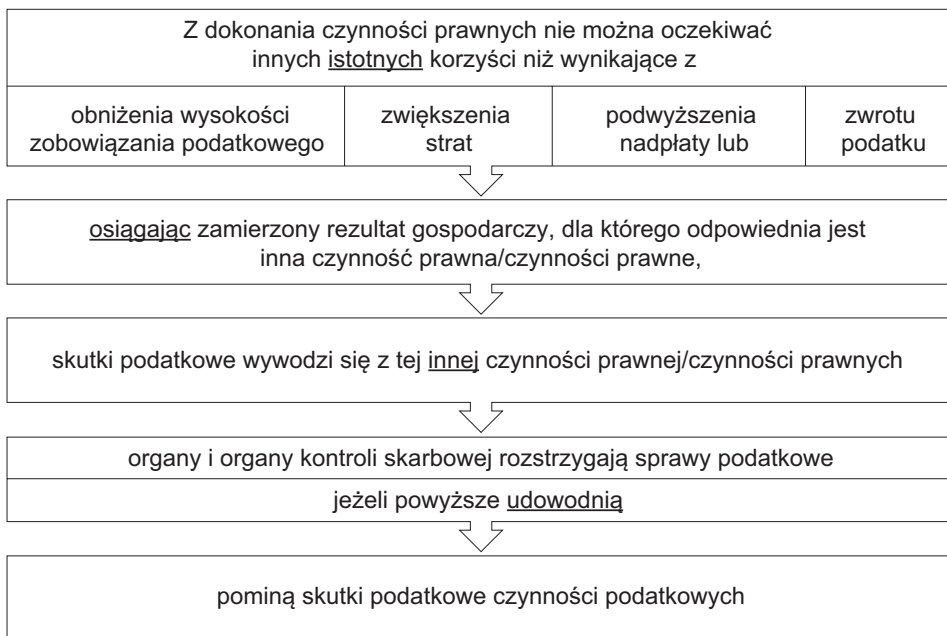 Z dokonania czynności prawnych nie można oczekiwać
innych istotnych korzyści niż wynikające z
obniżenia wysokości
zobowiązania podatkowego
zwiększenia
strat
podwyższenia
nadpłaty lub
zwrotu
podatku
osiągając zamierzony rezultat gospodarczy, dla którego odpowiednia jest
inna czynność prawna/czynności prawne,
skutki podatkowe wywodzi się z tej innej czynności prawnej/czynności prawnych
organy i organy kontroli skarbowej rozstrzygają sprawy podatkowe
jeżeli powyższe udowodnią
pominą skutki podatkowe czynności podatkowych